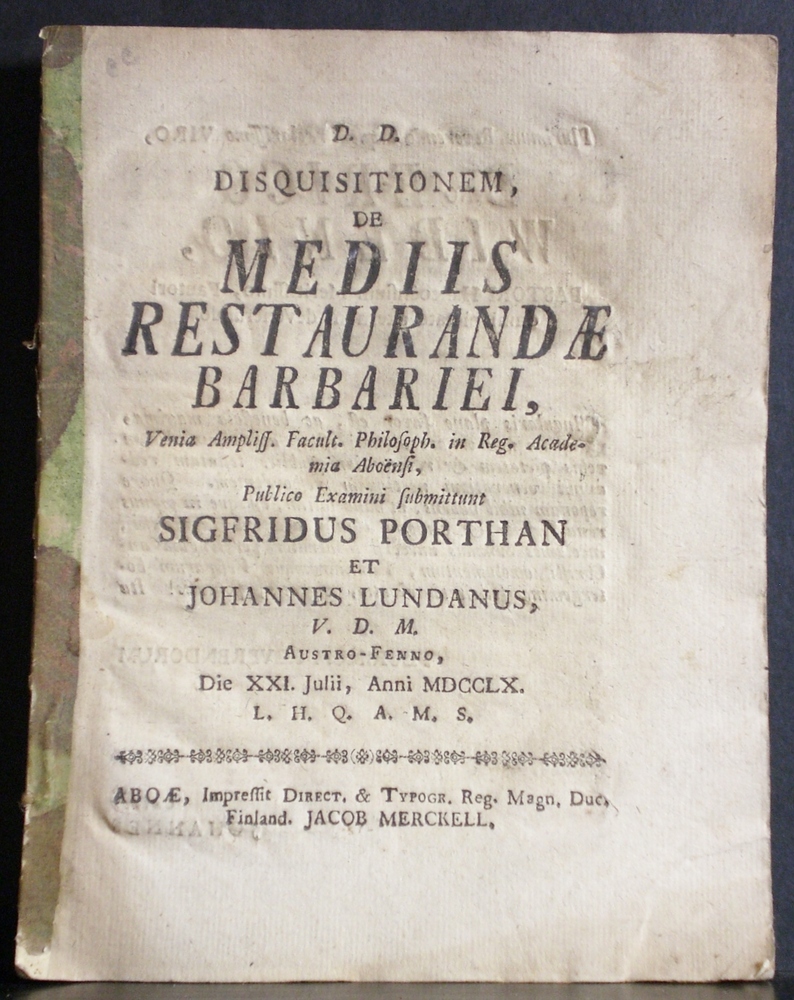 D. D.
DISQUISITIONEM,
DE
MEDIIS
RESTAURANDÆ
BARBARIEI,
Venia Ampliſſ. Facult. Philoſoph. in Reg. Acade-
mia Aboënſi,
Publico Examini ſubmittunt
SIGFRIDUS PORTHAN
ET
JOHANNES LUNDANUS,
V. D. M.
AUSTRO-FENNO,
Die XXI. Julii, Anni MDCCLX.
L. H. Q. A. M. S.
ABOÆ, Impreſſit DIRECT. & TYPOGR. Reg. Magn. Duc.
Finland. JACOB MERCKELL.